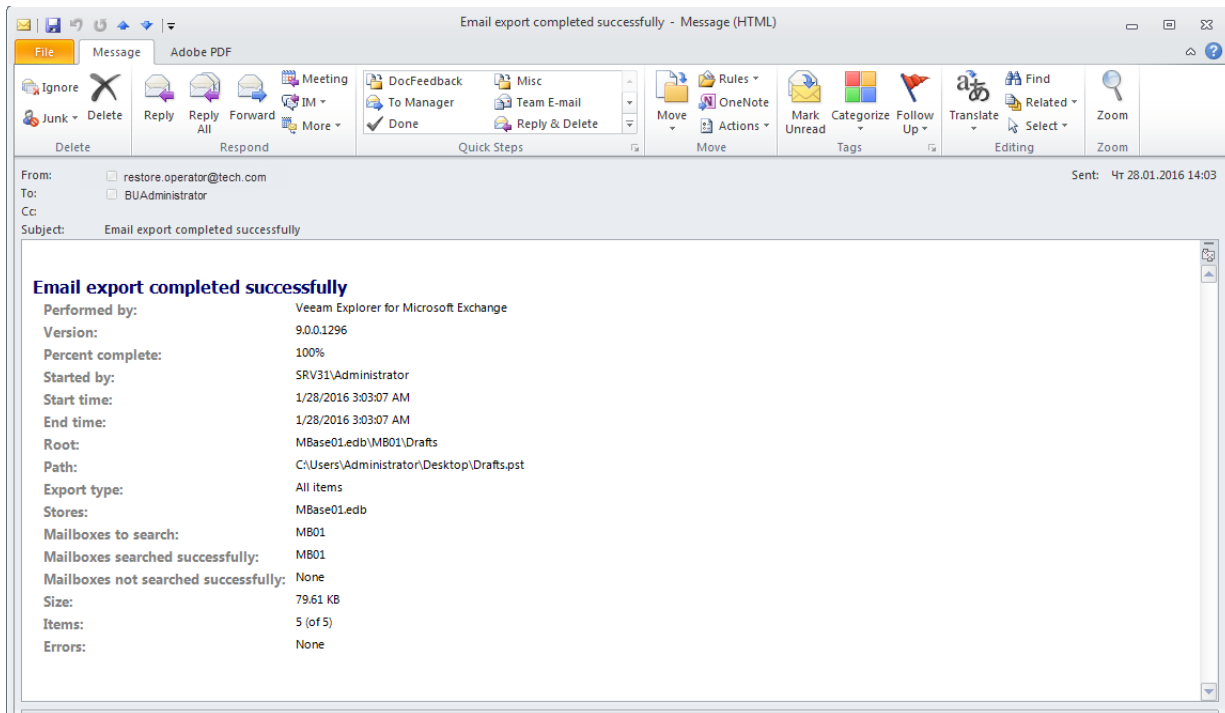 Email export completed successfully - Message (HTML)
File Message Adobe PDF
Ignore
Junk
Delete
Reply
Reply All
Forward
Meeting
IM
More
DocFeedback
To Manager
Done
Misc
Team E-mail
Reply & Delete
Move
Rules
OneNote
Actions
Mark Unread
Categorize
Follow Up
Translate
Find
Related
Select
Zoom
Delete Respond Quick Steps Move Tags Editing Zoom
From: restore.operator@tech.com Sent: Чт 28.01.2016 14:03
To: BUAdministrator
Cc:
Subject: Email export completed successfully
Email export completed successfully
Performed by: Veeam Explorer for Microsoft Exchange
Version: 9.0.0.1296
Percent complete: 100%
Started by: SRV31\Administrator
Start time: 1/28/2016 3:03:07 AM
End time: 1/28/2016 3:03:07 AM
Root: MBase01.edb\MB01\Drafts
Path: C:\Users\Administrator\Desktop\Drafts.pst
Export type: All items
Stores: MBase01.edb
Mailboxes to search: MB01
Mailboxes searched successfully: MB01
Mailboxes not searched successfully: None
Size: 79.61 KB
Items: 5 (of 5)
Errors: None